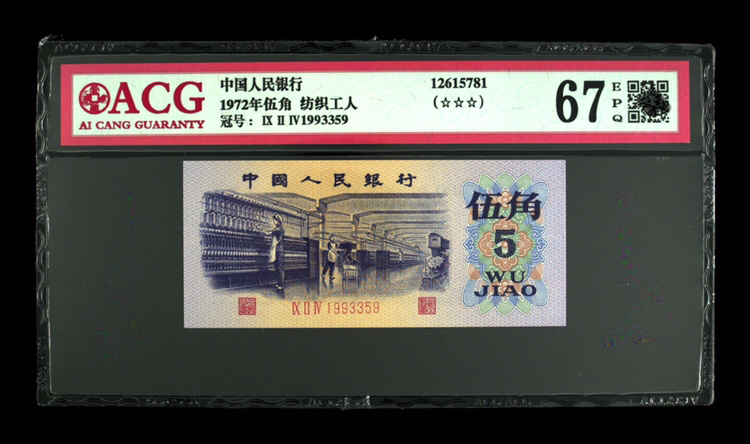 ACG
AI CANG GUARANTY
中国人民银行
1972年伍角 纺织工人
冠号: Ⅸ Ⅱ Ⅳ1993359
12615781
(☆☆☆)
67
E
P
Q
中國人民銀行
伍角
5
WU
JIAO
Ⅸ Ⅱ Ⅳ 1993359